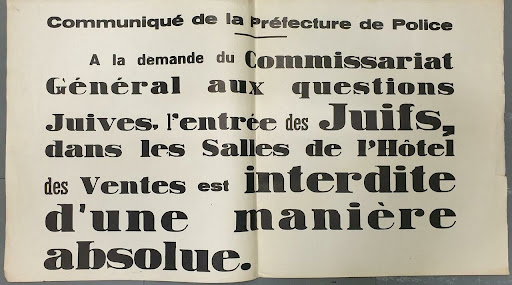 Communiqué de la Préfecture de Police
A la demande du Commissariat
Général aux questions
Juives, l'entrée des Juifs,
dans les Salles de l'Hôtel
des Ventes est interdite
d'une manière
absolue.